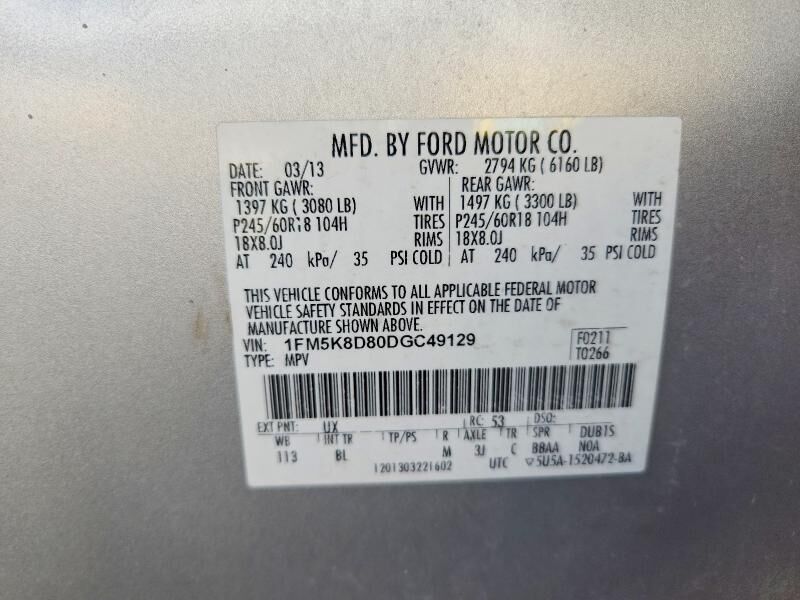 MFD. BY FORD MOTOR CO.
DATE: 03/13 GVWR: 2794 KG ( 6160 LB)
FRONT GAWR: REAR GAWR:
1397 KG ( 3080 LB) WITH 1497 KG ( 3300 LB) WITH
P245/60R18 104H TIRES P245/60R18 104H TIRES
18X8.0J RIMS 18X8.0J RIMS
AT 240 kPa/ 35 PSI COLD AT 240 kPa/ 35 PSI COLD
THIS VEHICLE CONFORMS TO ALL APPLICABLE FEDERAL MOTOR
VEHICLE SAFETY STANDARDS IN EFFECT ON THE DATE OF
MANUFACTURE SHOWN ABOVE.
VIN: 1FM5K8D80DGC49129 F0211
TYPE: MPV T0266
EXT PNT: UX RC: 53 DSO:
WB INT TR TP/PS R AXLE TR SPR DUB1S
113 BL M 3J C BBAA NOA
1201303221602 UTC ▽5U5A-1520472-BA